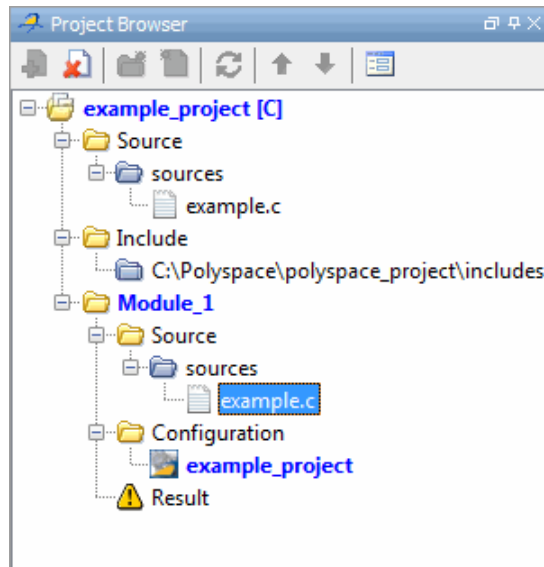 Project Browser
example_project [C]
Source
sources
example.c
Include
C:\Polyspace\polyspace_project\includes
Module_1
Source
sources
example.c
Configuration
example_project
Result